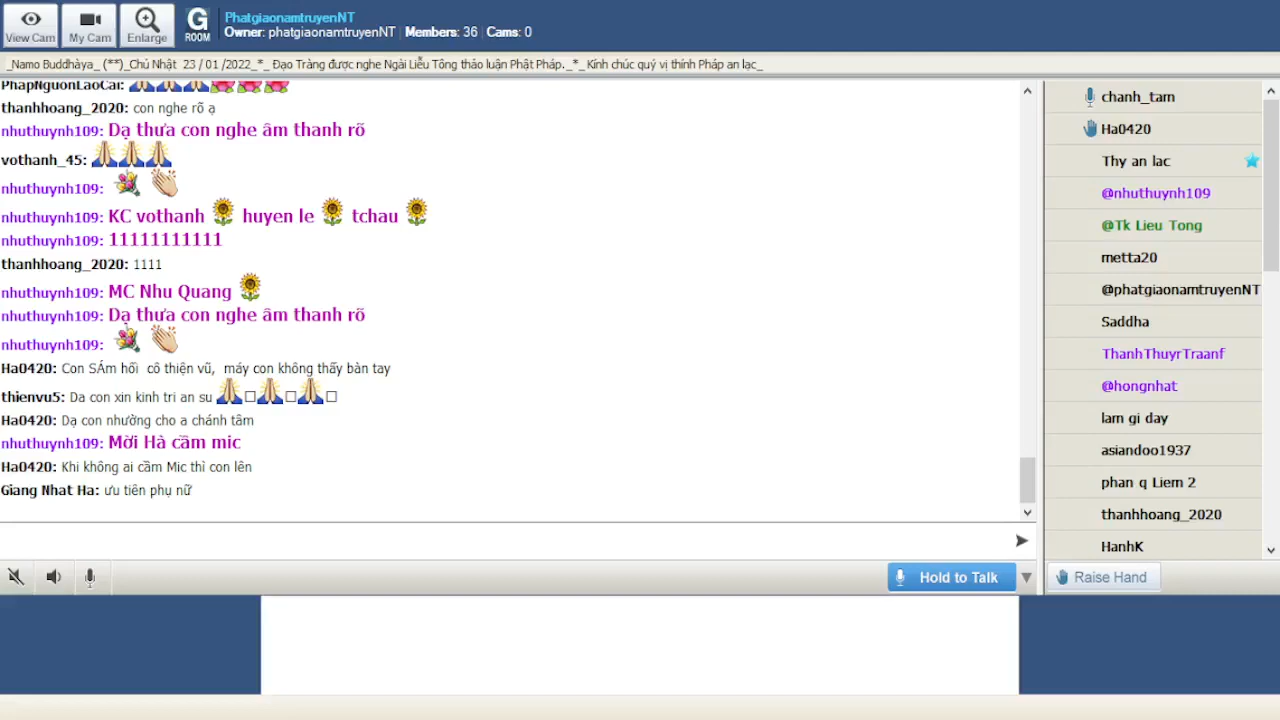 View Cam
My Cam
Enlarge
G
ROOM
PhatgiaonamtruyenNT
Owner: phatgiaonamtruyenNT | Members: 36 | Cams: 0
_Namo Buddhàya_ (**)_Chủ Nhật 23 / 01 /2022_*_ Đạo Tràng được nghe Ngài Liễu Tông thảo luận Phật Pháp._*_ Kính chúc quý vị thính Pháp an lạc_
PhapNguonLaoCai:
thanhhoang_2020: con nghe rõ ạ
nhuthuynh109: Dạ thưa con nghe âm thanh rõ
vothanh_45:
nhuthuynh109:
nhuthuynh109: KC vothanh huyen le tchau
nhuthuynh109: 11111111111
thanhhoang_2020: 1111
nhuthuynh109: MC Nhu Quang
nhuthuynh109: Dạ thưa con nghe âm thanh rõ
nhuthuynh109:
Ha0420: Con SÁm hối cô thiện vũ, máy con không thấy bàn tay
thienvu5: Dạ con xin kinh tri an su
Ha0420: Dạ con nhường cho a chánh tâm
nhuthuynh109: Mời Hà cầm mic
Ha0420: Khi không ai cầm Mic thì con lên
Giang Nhat Ha: ưu tiên phụ nữ
chanh_tam
Ha0420
Thy an lac
@nhuthuynh109
@Tk Lieu Tong
metta20
@phatgiaonamtruyenNT
Saddha
ThanhThuyrTraanf
@hongnhat
lam gi day
asiandoo1937
phan q Liem 2
thanhhoang_2020
HanhK
Hold to Talk
Raise Hand